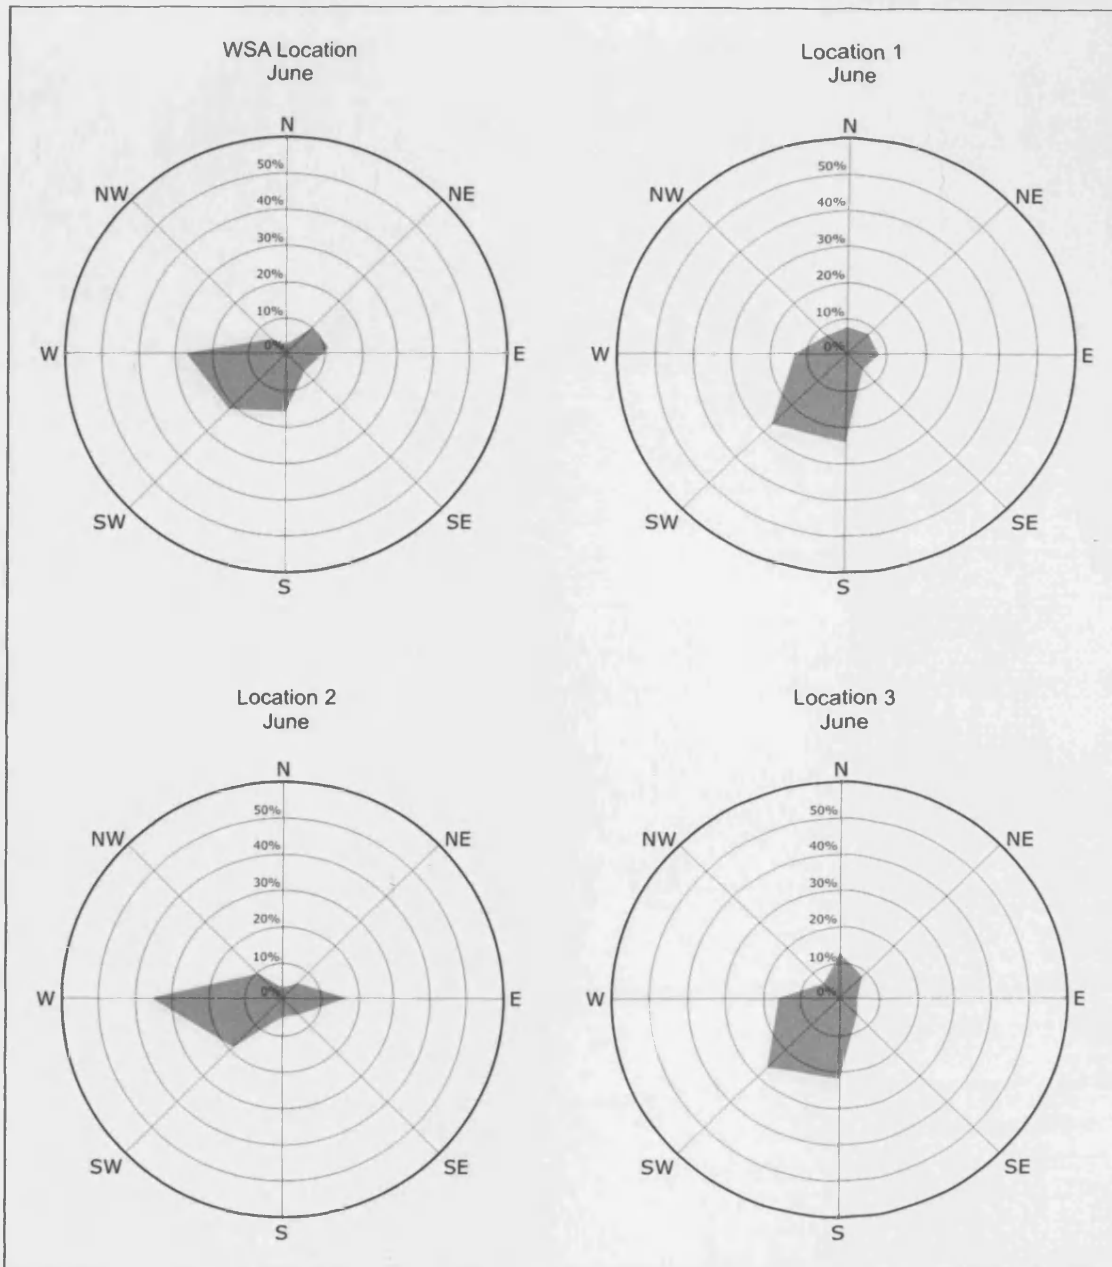 WSA Location
June
N
50%
NW
NE
40%
30%
20%
10%
0%
W
E
SW
SE
S
Location 1
June
N
50%
NW
NE
40%
30%
20%
10%
0%
W
E
SW
SE
S
Location 2
June
N
50%
NW
NE
40%
30%
20%
10%
0%
W
E
SW
SE
S
Location 3
June
N
50%
NW
NE
40%
30%
20%
10%
0%
W
E
SW
SE
S